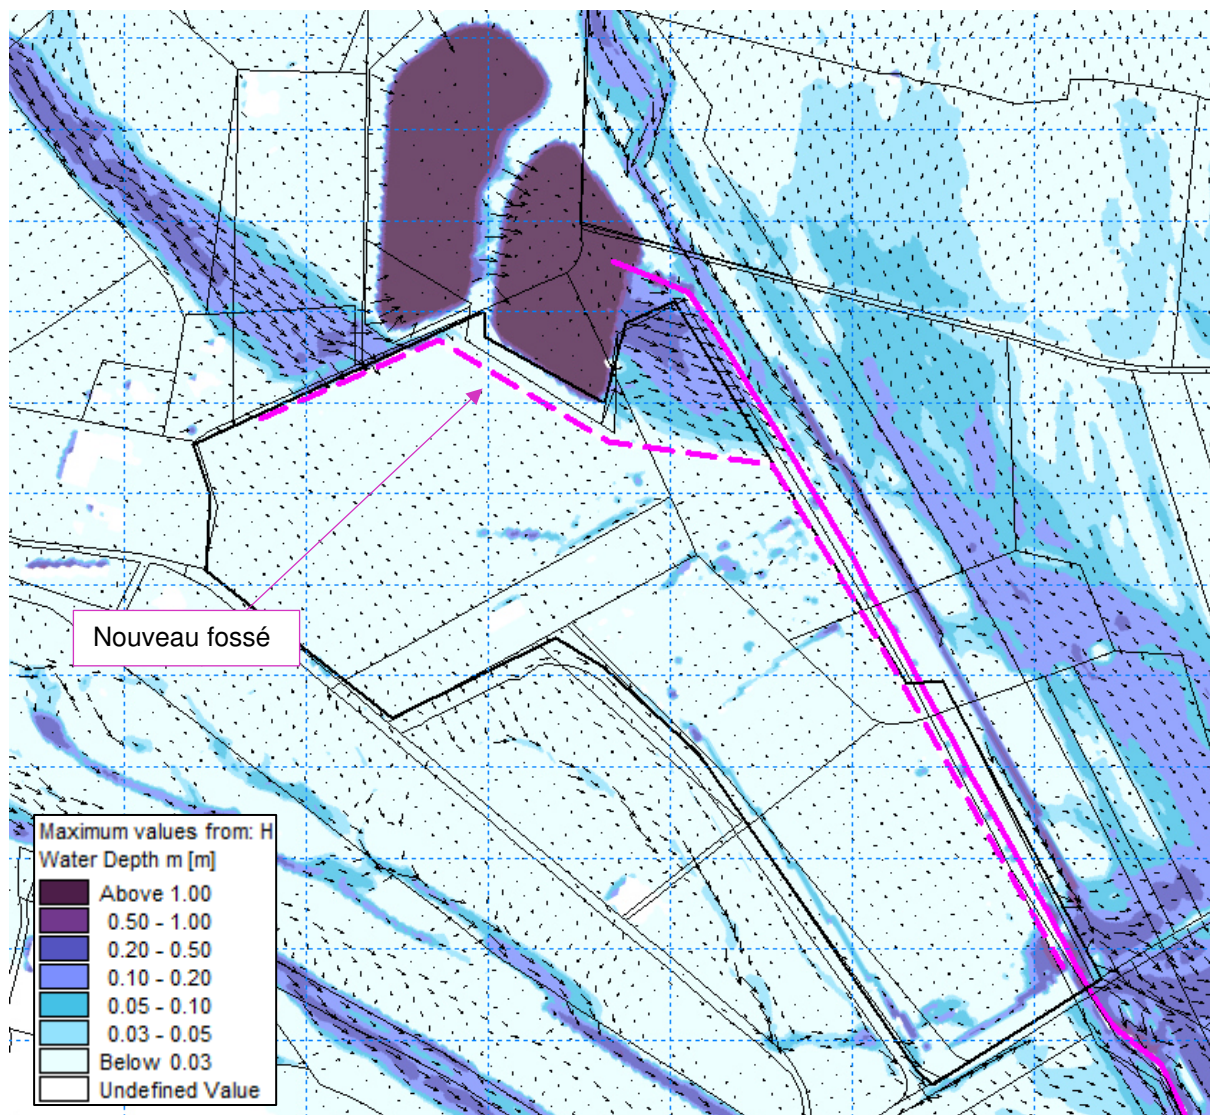 Nouveau fossé
Maximum values from: H
Water Depth m [m]
Above 1.00
0.50 - 1.00
0.20 - 0.50
0.10 - 0.20
0.05 - 0.10
0.03 - 0.05
Below 0.03
Undefined Value